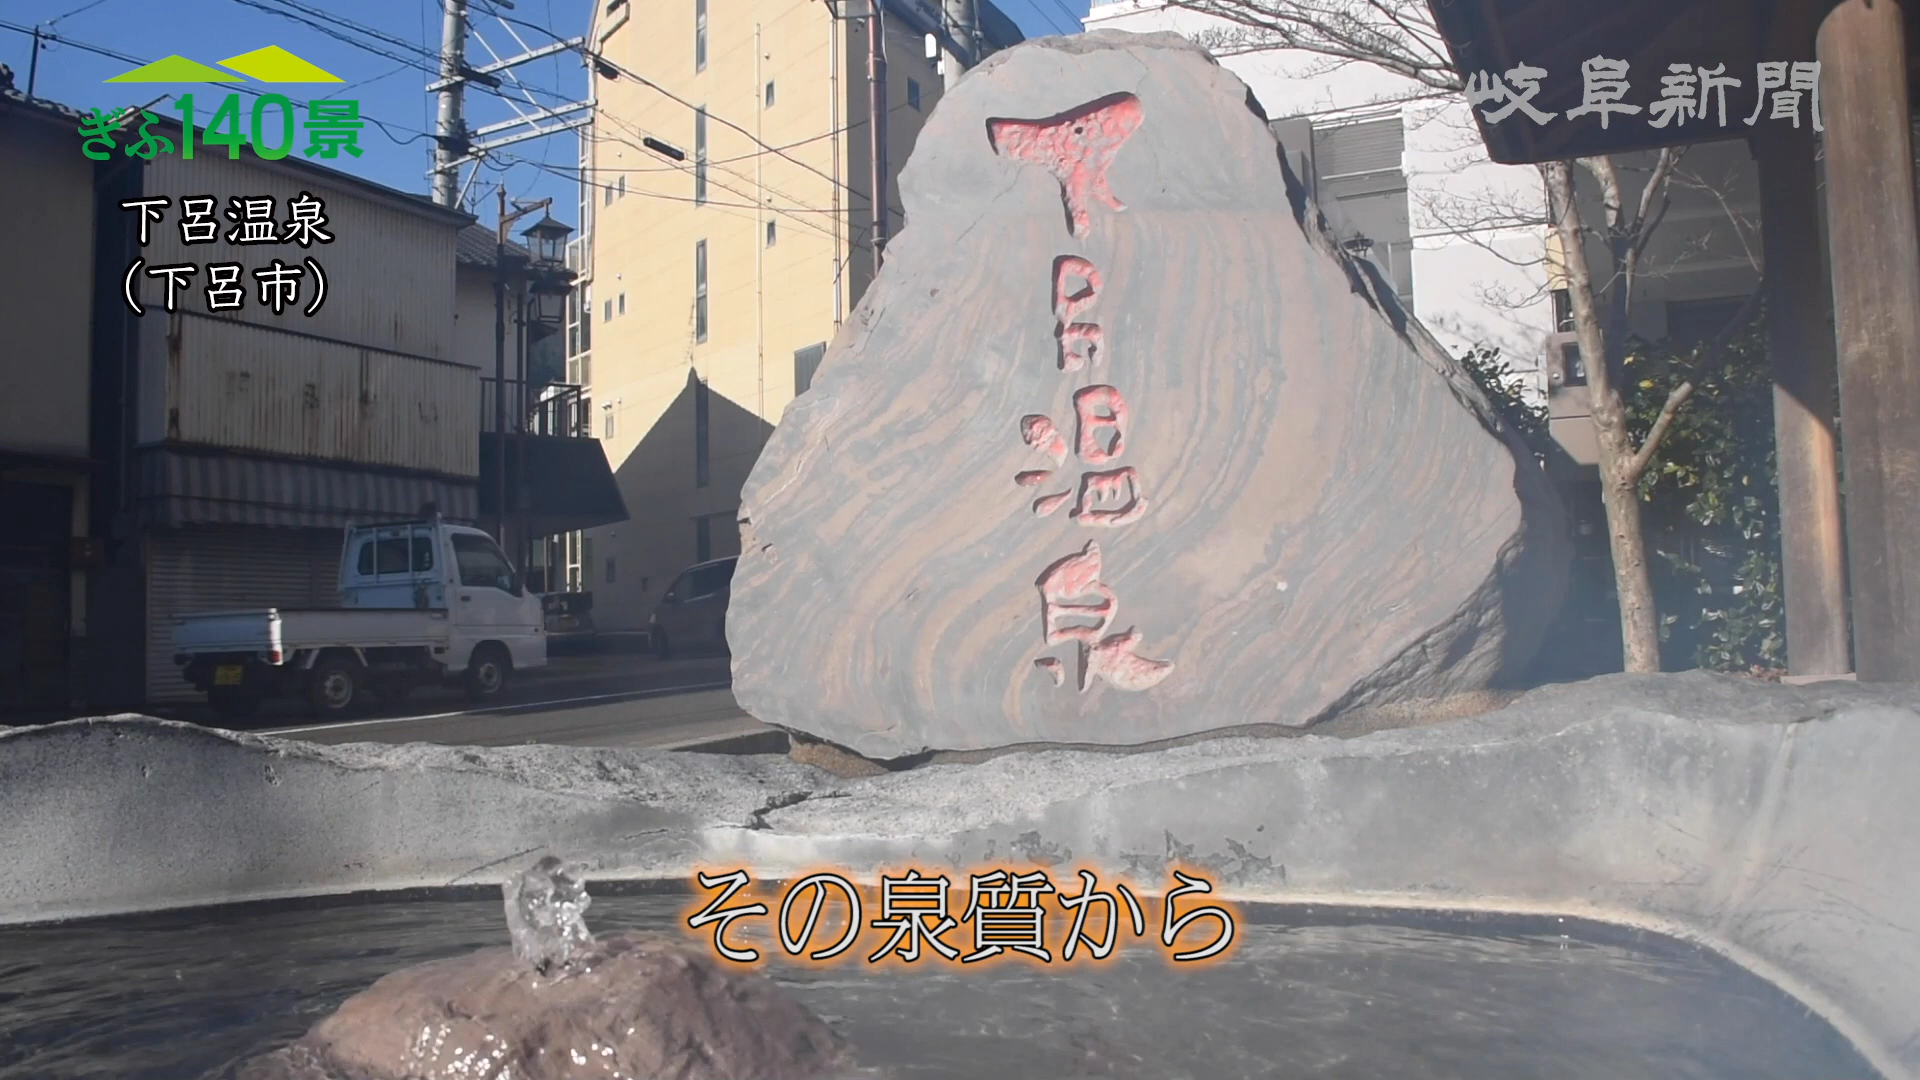 ぎふ140景
岐阜新聞
下呂温泉
（下呂市）
下呂温泉
その泉質から